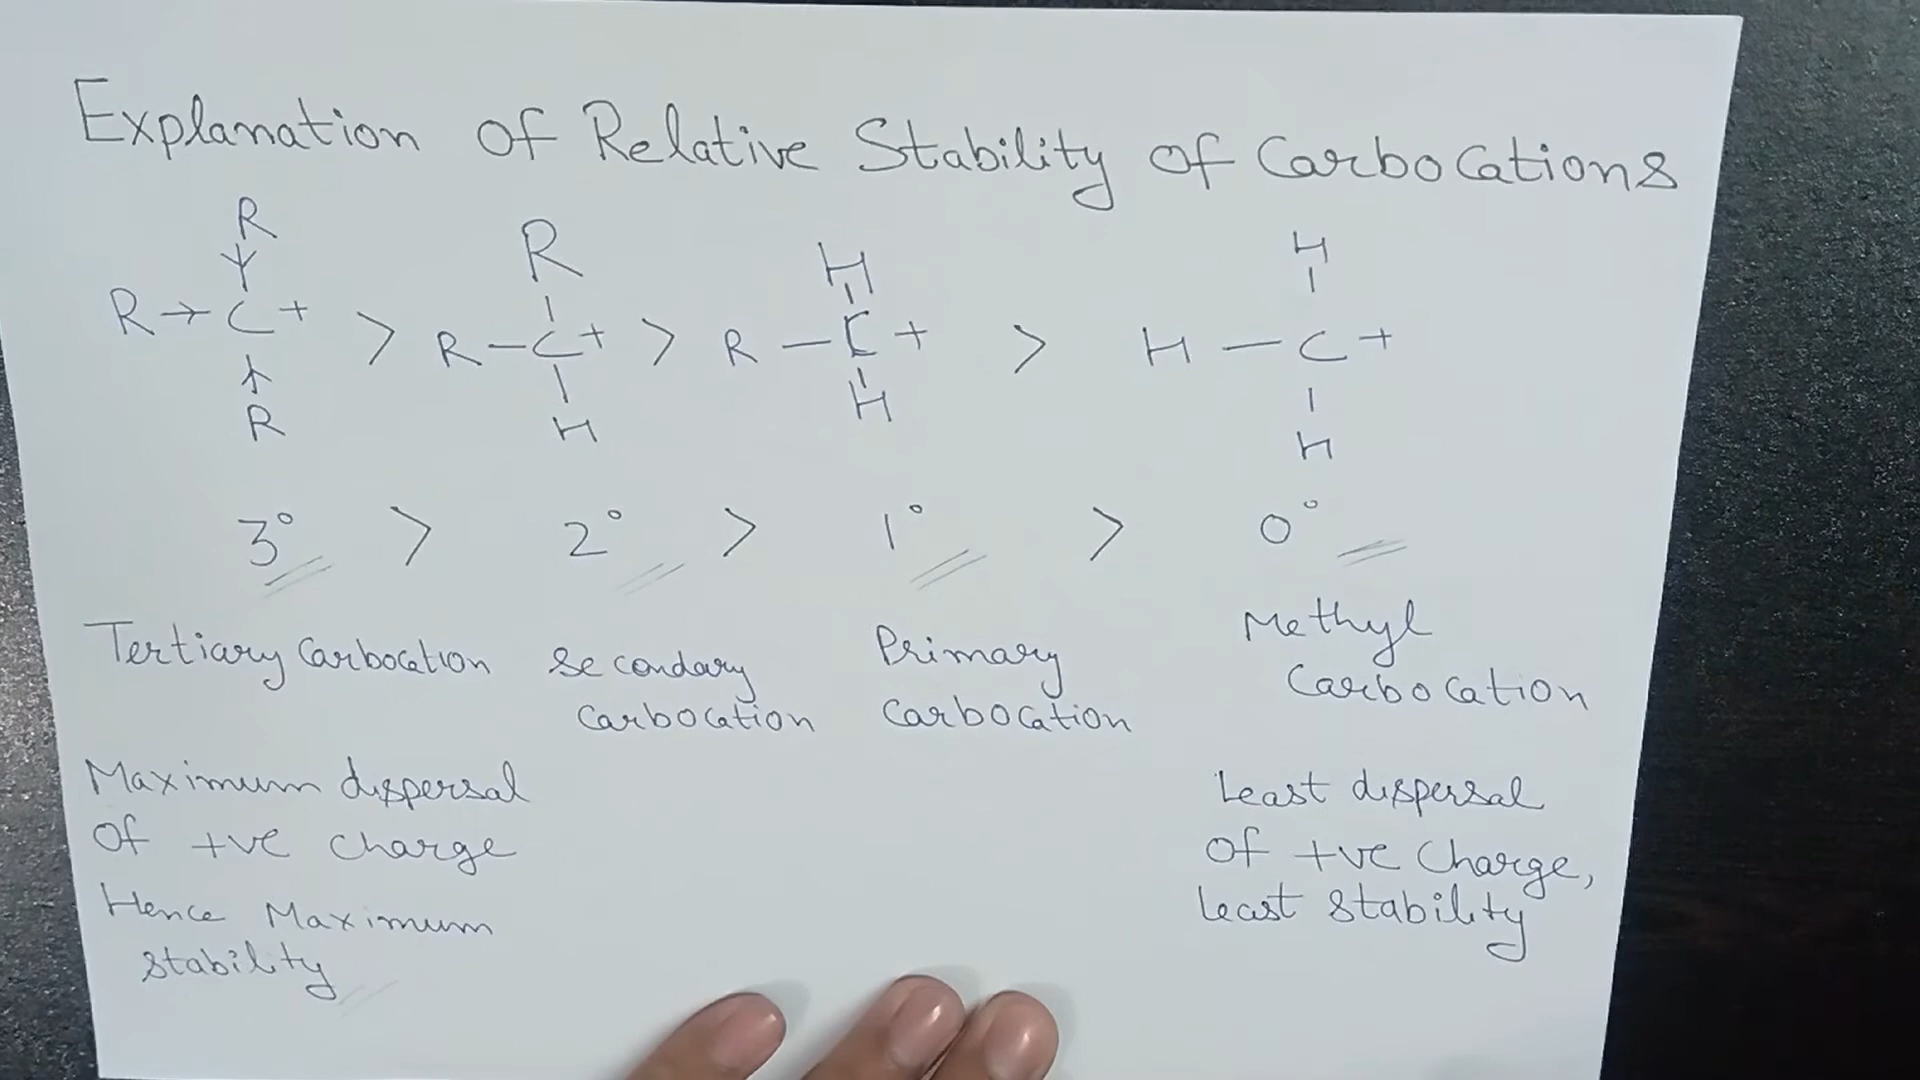 Explanation of Relative Stability of Carbocations
R R H H
R → C + > R - C + > R - C + > H - C +
R H H H
3° > 2° > 1° > 0°
Tertiary Carbocation Secondary Carbocation Primary Carbocation Methyl Carbocation
Maximum dispersal
of +ve charge
Hence Maximum
stability
Least dispersal
of +ve charge,
least stability